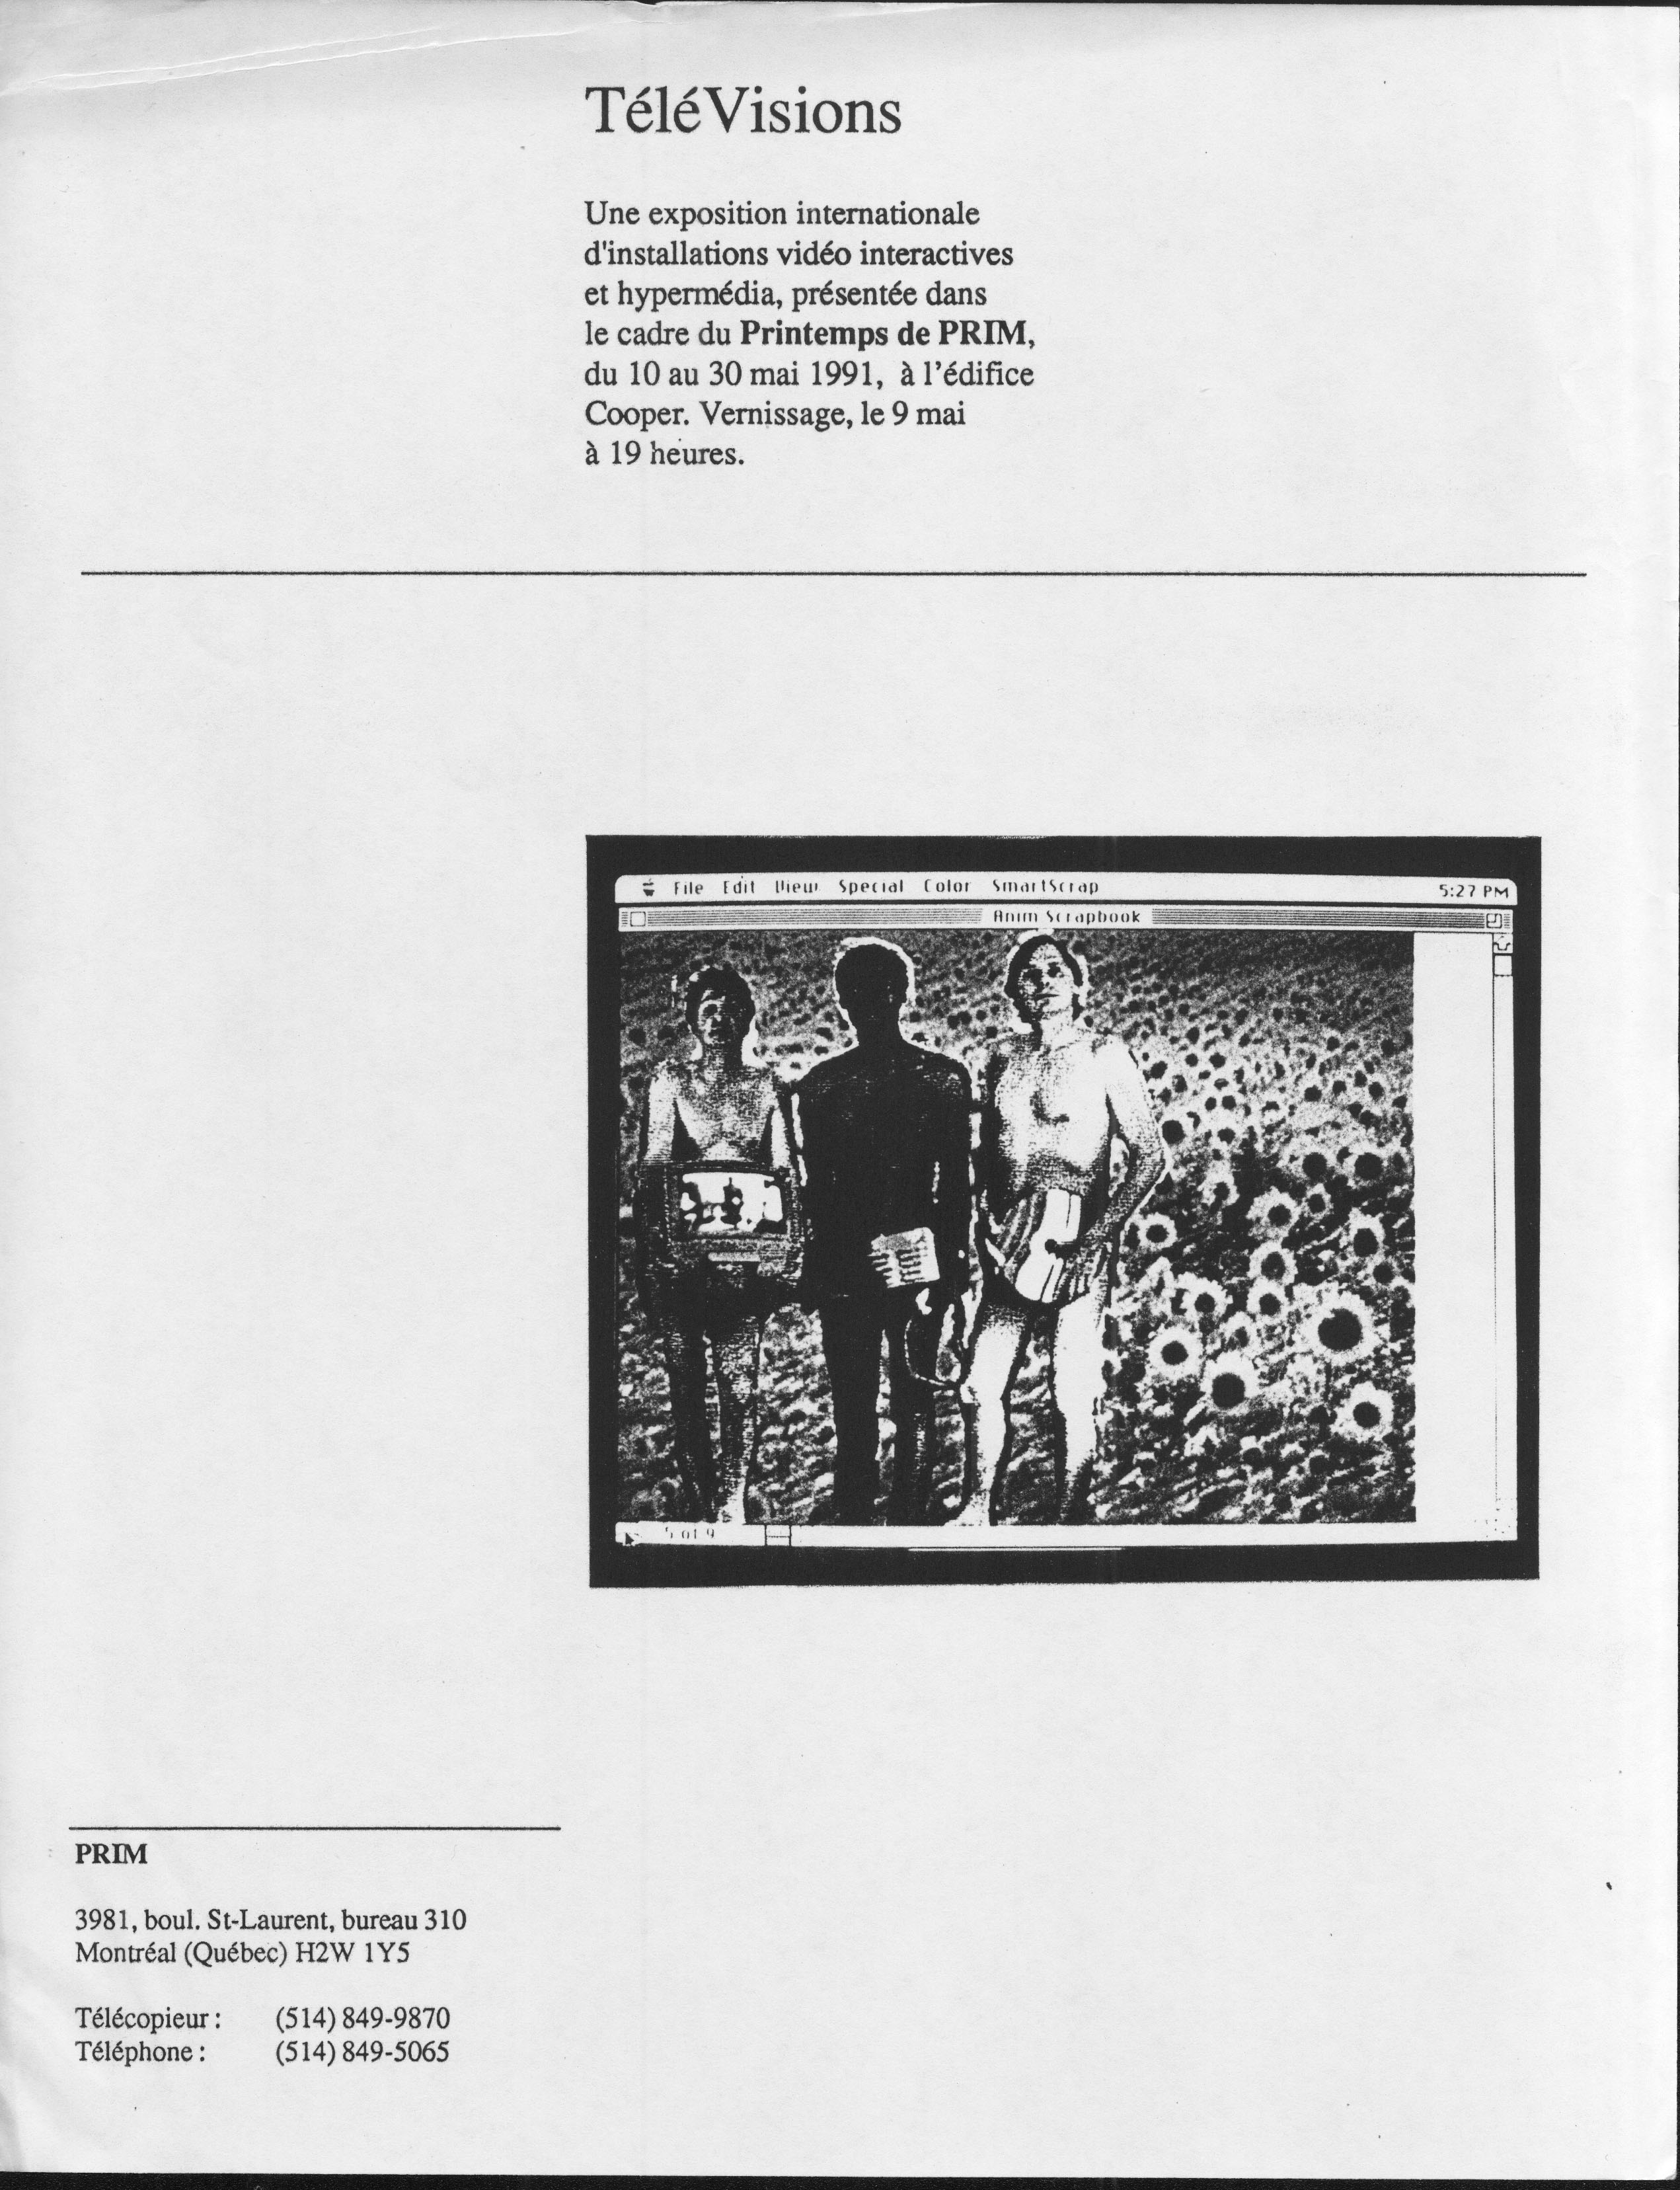 TéléVisions
Une exposition internationale
d'installations vidéo interactives
et hypermédia, présentée dans
le cadre du Printemps de PRIM,
du 10 au 30 mai 1991, à l’édifice
Cooper. Vernissage, le 9 mai
à 19 heures.
File Edit View Special Color SmartScrap 5:27 PM
Anim Scrapbook
5 of 9
PRIM
3981, boul. St-Laurent, bureau 310
Montréal (Québec) H2W 1Y5
Télécopieur : (514) 849-9870
Téléphone : (514) 849-5065